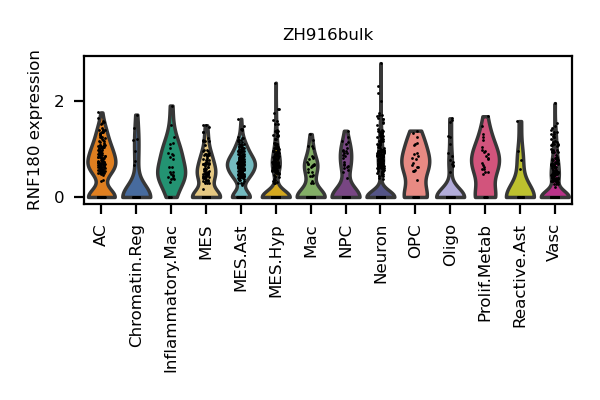 ZH916bulk
RNF180 expression
2
0
AC
Chromatin.Reg
Inflammatory.Mac
MES
MES.Ast
MES.Hyp
Mac
NPC
Neuron
OPC
Oligo
Prolif.Metab
Reactive.Ast
Vasc